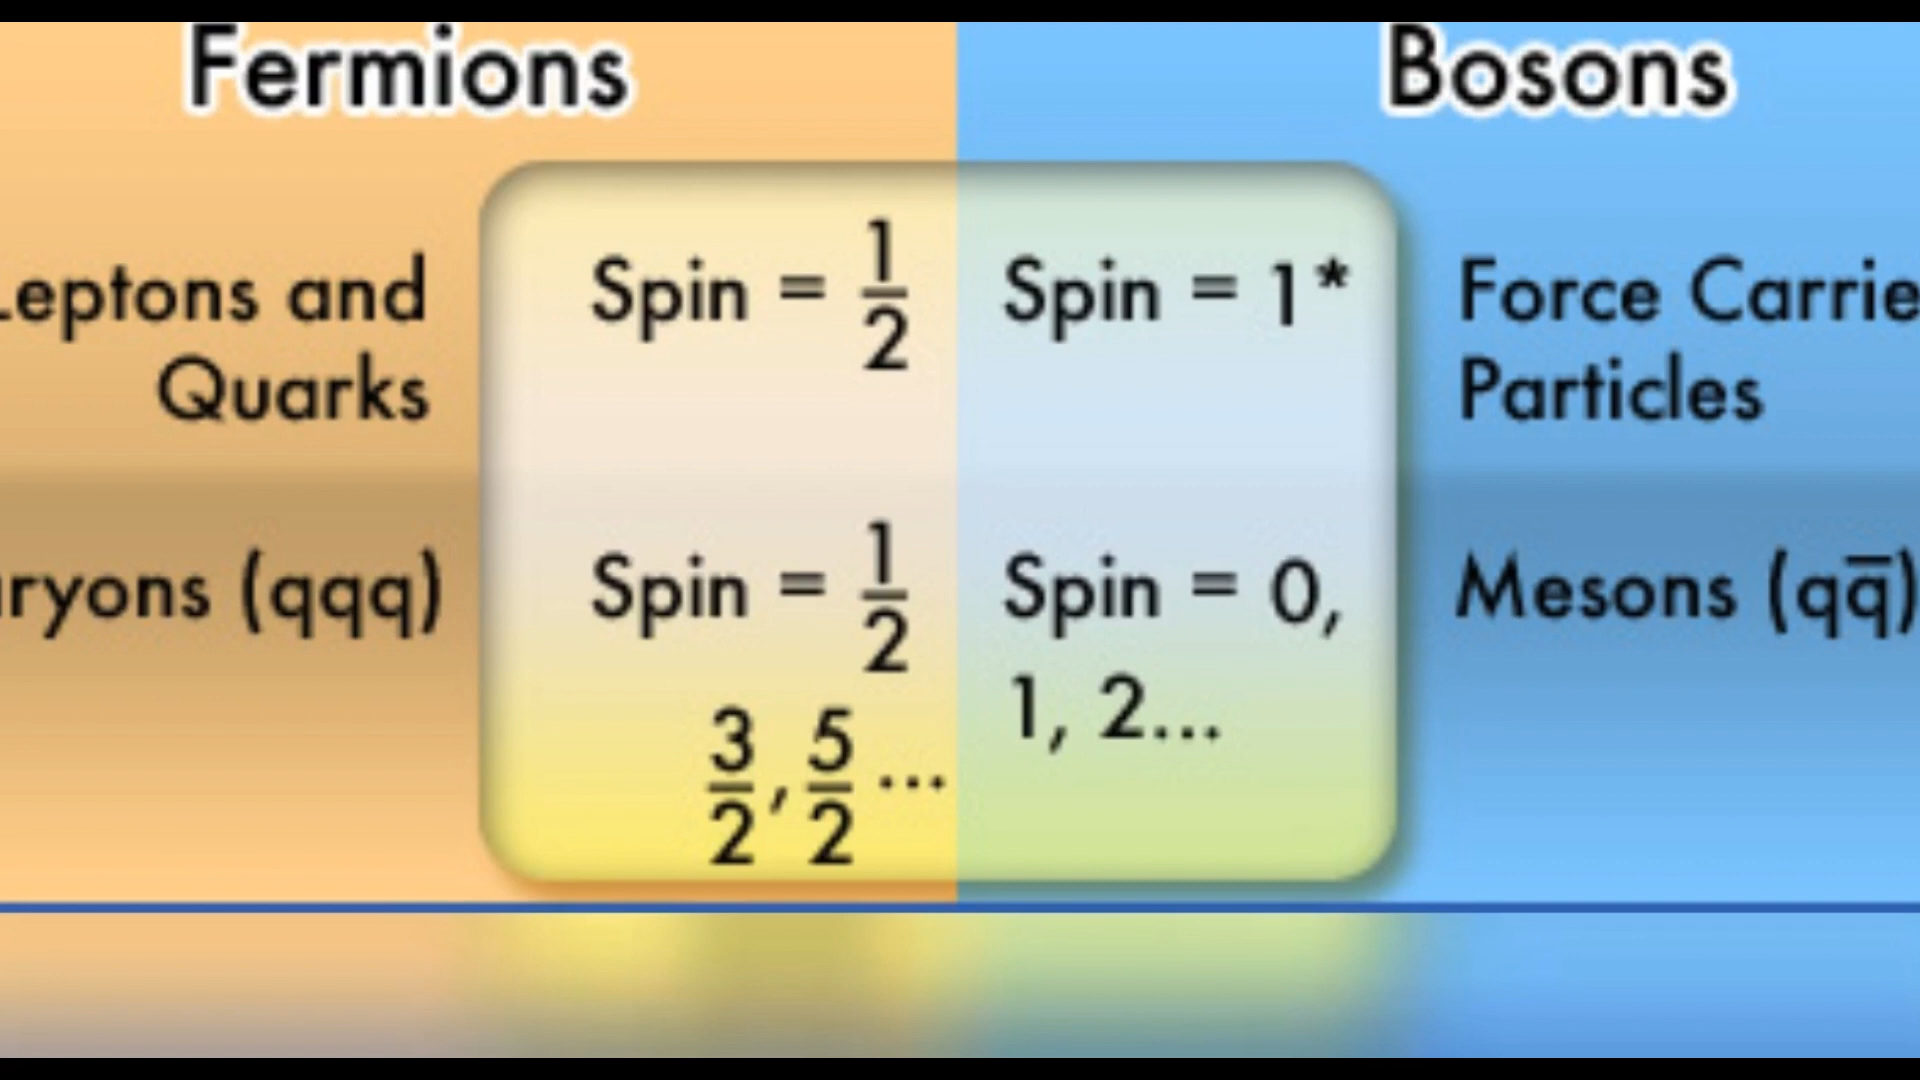 Fermions
Bosons
Leptons and
Quarks
Spin = 1/2
Spin = 1*
Force Carrie
Particles
ryons (qqq)
Spin = 1/2
3/2, 5/2 ...
Spin = 0,
1, 2...
Mesons (qq̅)